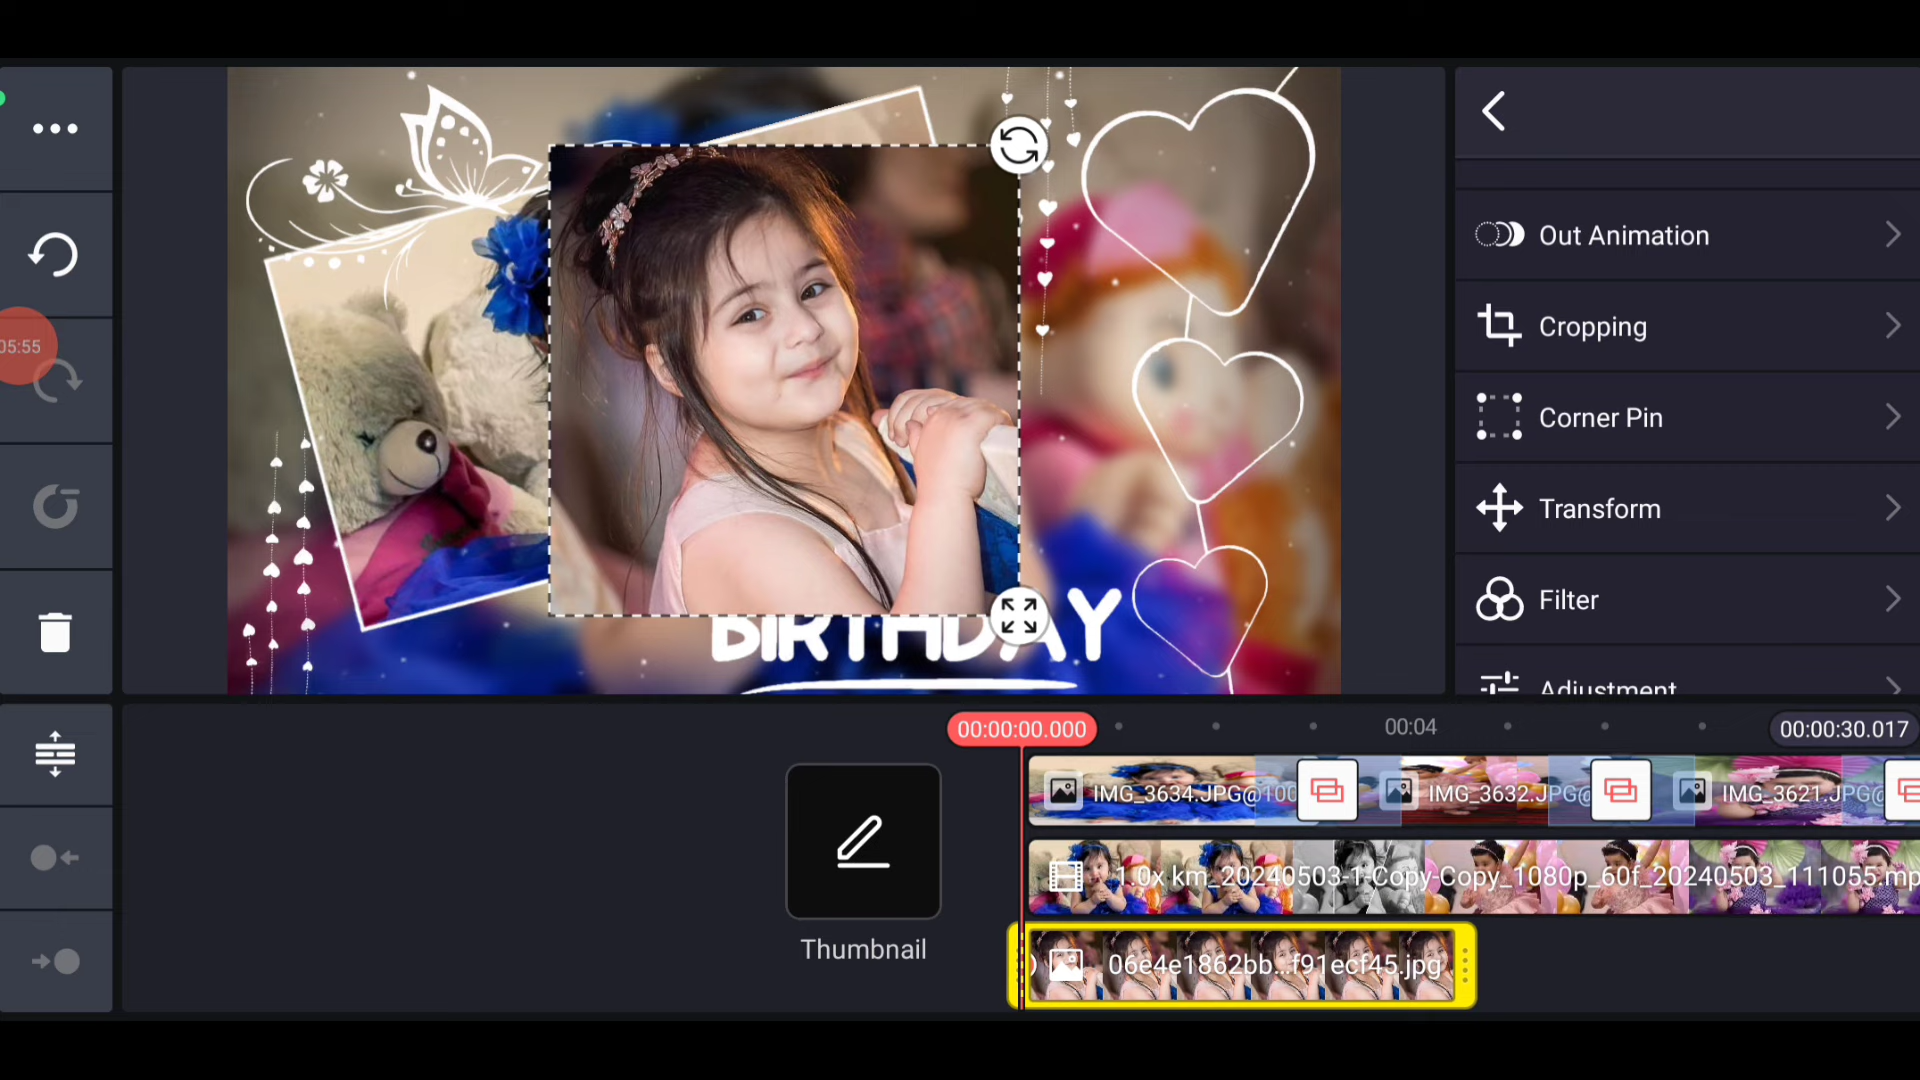 05:55
BIRTHDAY
Out Animation
Cropping
Corner Pin
Transform
Filter
Adjustment
00:00:00.000
00:04
00:00:30.017
IMG_3634.JPG@100
IMG_3632.JPG@
IMG_3621.JPG@
1.0x km_20240503-1-Copy-Copy_1080p_60f_20240503_111055.mp
06e4e1862bb...f91ecf45.jpg
Thumbnail